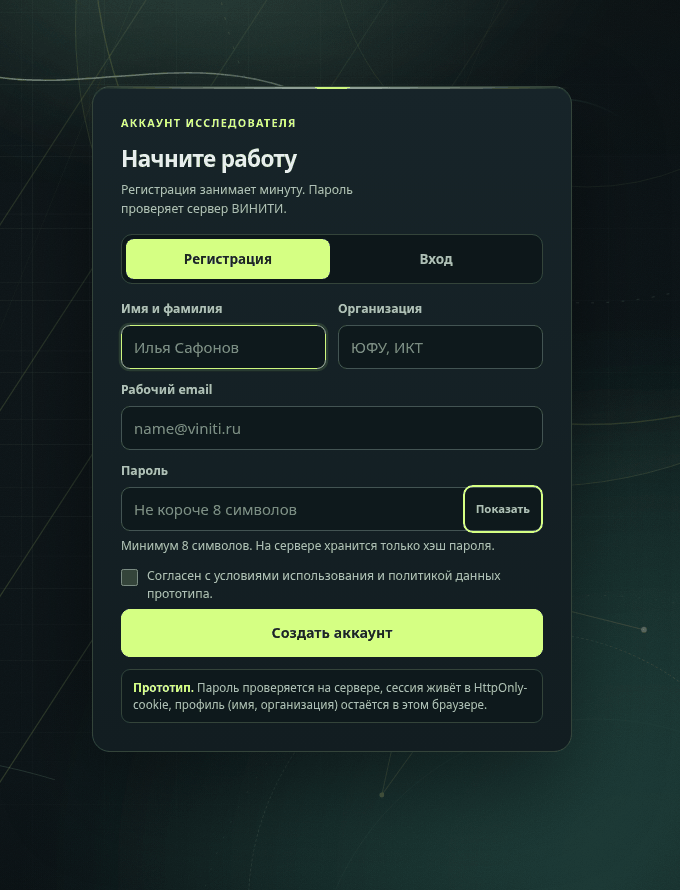 АККАУНТ ИССЛЕДОВАТЕЛЯ
Начните работу
Регистрация занимает минуту. Пароль
проверяет сервер ВИНИТИ.
Регистрация
Вход
Имя и фамилия
Организация
Илья Сафонов
ЮФУ, ИКТ
Рабочий email
name@viniti.ru
Пароль
Не короче 8 символов
Показать
Минимум 8 символов. На сервере хранится только хэш пароля.
Согласен с условиями использования и политикой данных
прототипа.
Создать аккаунт
Прототип. Пароль проверяется на сервере, сессия живёт в HttpOnly-
cookie, профиль (имя, организация) остаётся в этом браузере.